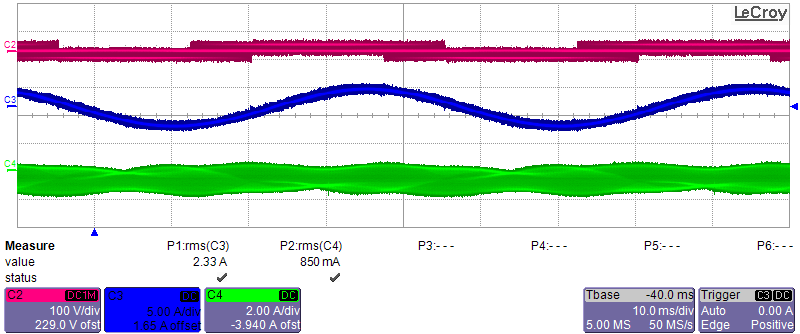 LeCroy
C2
C3
C4
Measure P1:rms(C3) P2:rms(C4) P3:- - - P4:- - - P5:- - - P6:- - -
value 2.33 A 850 mA
status
C2 DC1M
100 V/div
229.0 V ofst
C3 DC
5.00 A/div
1.65 A offset
C4 DC
2.00 A/div
-3.940 A ofst
Tbase -40.0 ms
10.0 ms/div
5.00 MS 50 MS/s
Trigger C3 DC
Auto 0.00 A
Edge Positive